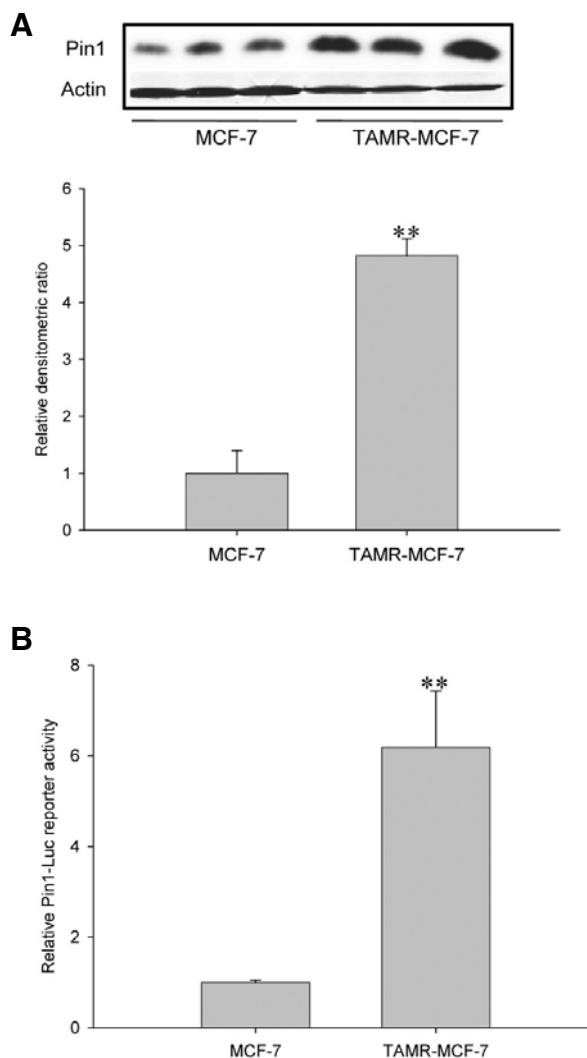 A
Pin1
Actin
MCF-7 TAMR-MCF-7
Relative densitometric ratio
6
5
4
3
2
1
0
**
MCF-7 TAMR-MCF-7
B
Relative Pin1-Luc reporter activity
8
6
4
2
0
**
MCF-7 TAMR-MCF-7